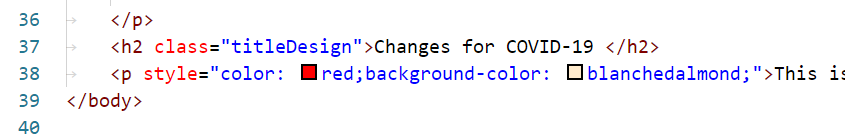 36 </p>
37 <h2 class="titleDesign">Changes for COVID-19 </h2>
38 <p style="color: red;background-color: blanchedalmond;">This is
39 </body>
40